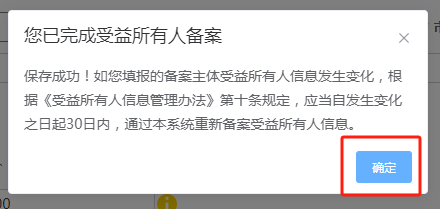 您已完成受益所有人备案
保存成功！如您填报的备案主体受益所有人信息发生变化，根
据《受益所有人信息管理办法》第十条规定，应当自发生变化
之日起30日内，通过本系统重新备案受益所有人信息。
确定
00